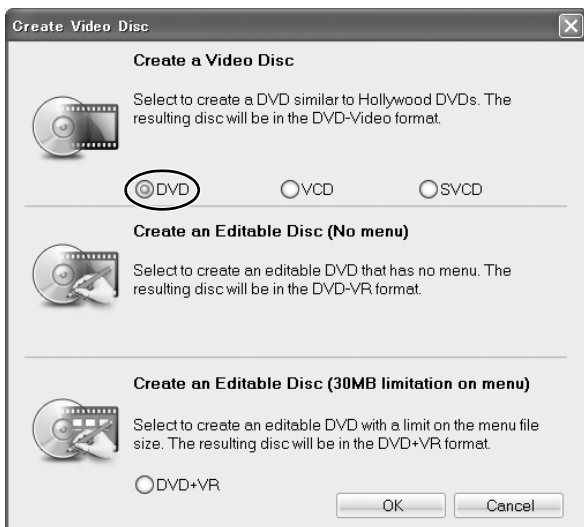 Create Video Disc
Create a Video Disc
Select to create a DVD similar to Hollywood DVDs. The
resulting disc will be in the DVD-Video format.
DVD
VCD
SVCD
Create an Editable Disc (No menu)
Select to create an editable DVD that has no menu. The
resulting disc will be in the DVD-VR format.
Create an Editable Disc (30MB limitation on menu)
Select to create an editable DVD with a limit on the menu file
size. The resulting disc will be in the DVD+VR format.
DVD+VR
OK
Cancel